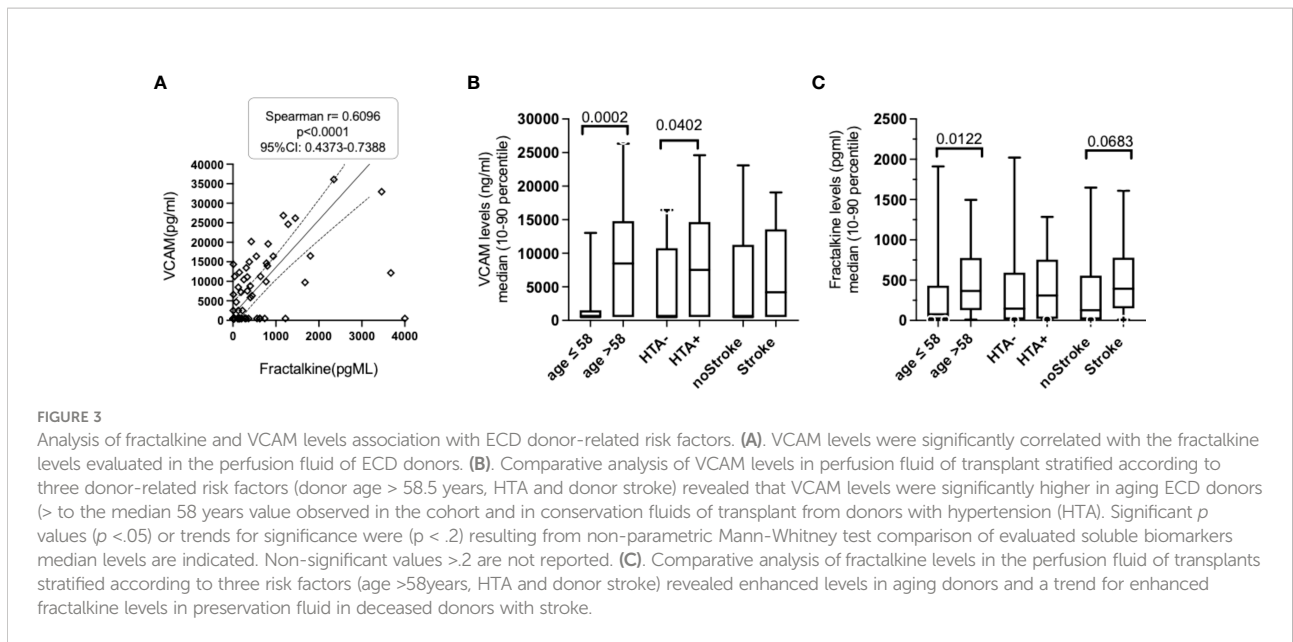 A
Spearman r= 0.6096
p<0.0001
95%CI: 0.4373-0.7388
40000
35000
30000
25000
20000
15000
10000
5000
0
VCAM(pg/ml)
0
1000
2000
3000
4000
Fractalkine(pgML)
B
30000
25000
20000
15000
10000
5000
0
VCAM levels (ng/ml)
median (10-90 percentile)
0.0002
0.0402
age ≤ 58
age >58
HTA-
HTA+
noStroke
Stroke
C
2500
2000
1500
1000
500
0
Fractalkine levels (pgml)
median (10-90 percentile)
0.0122
0.0683
age ≤ 58
age >58
HTA-
HTA+
noStroke
Stroke
FIGURE 3
Analysis of fractalkine and VCAM levels association with ECD donor-related risk factors. (A). VCAM levels were significantly correlated with the fractalkine
levels evaluated in the perfusion fluid of ECD donors. (B). Comparative analysis of VCAM levels in perfusion fluid of transplant stratified according to
three donor-related risk factors (donor age > 58.5 years, HTA and donor stroke) revealed that VCAM levels were significantly higher in aging ECD donors
(> to the median 58 years value observed in the cohort and in conservation fluids of transplant from donors with hypertension (HTA). Significant p
values (p <.05) or trends for significance were (p < .2) resulting from non-parametric Mann-Whitney test comparison of evaluated soluble biomarkers
median levels are indicated. Non-significant values >.2 are not reported. (C). Comparative analysis of fractalkine levels in the perfusion fluid of transplants
stratified according to three risk factors (age >58years, HTA and donor stroke) revealed enhanced levels in aging donors and a trend for enhanced
fractalkine levels in preservation fluid in deceased donors with stroke.